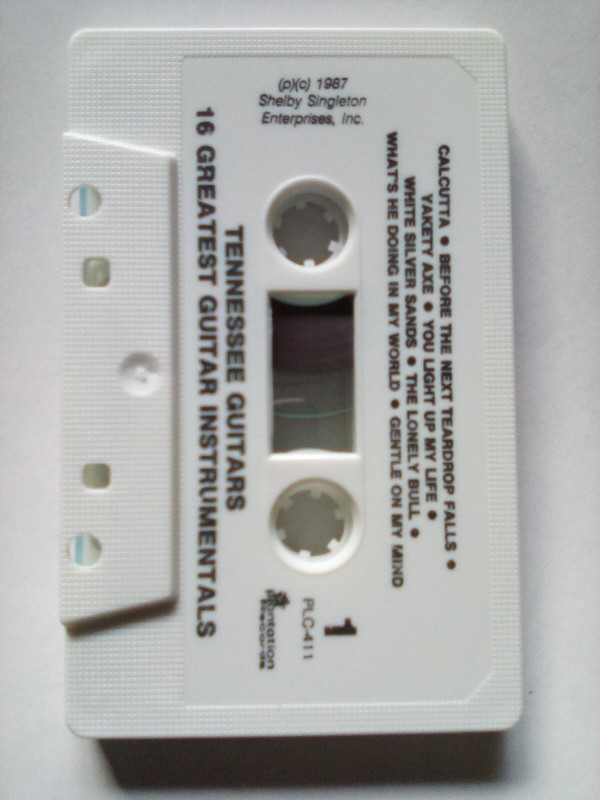 CALCUTTA ● BEFORE THE NEXT TEARDROP FALLS ●
YAKETY AXE ● YOU LIGHT UP MY LIFE ●
WHITE SILVER SANDS ● THE LONELY BULL ●
WHAT'S HE DOING IN MY WORLD ● GENTLE ON MY MIND
(p)(c) 1987
Shelby Singleton
Enterprises, Inc.
1
PLC-411
Plantation
Records
TENNESSEE GUITARS
16 GREATEST GUITAR INSTRUMENTALS